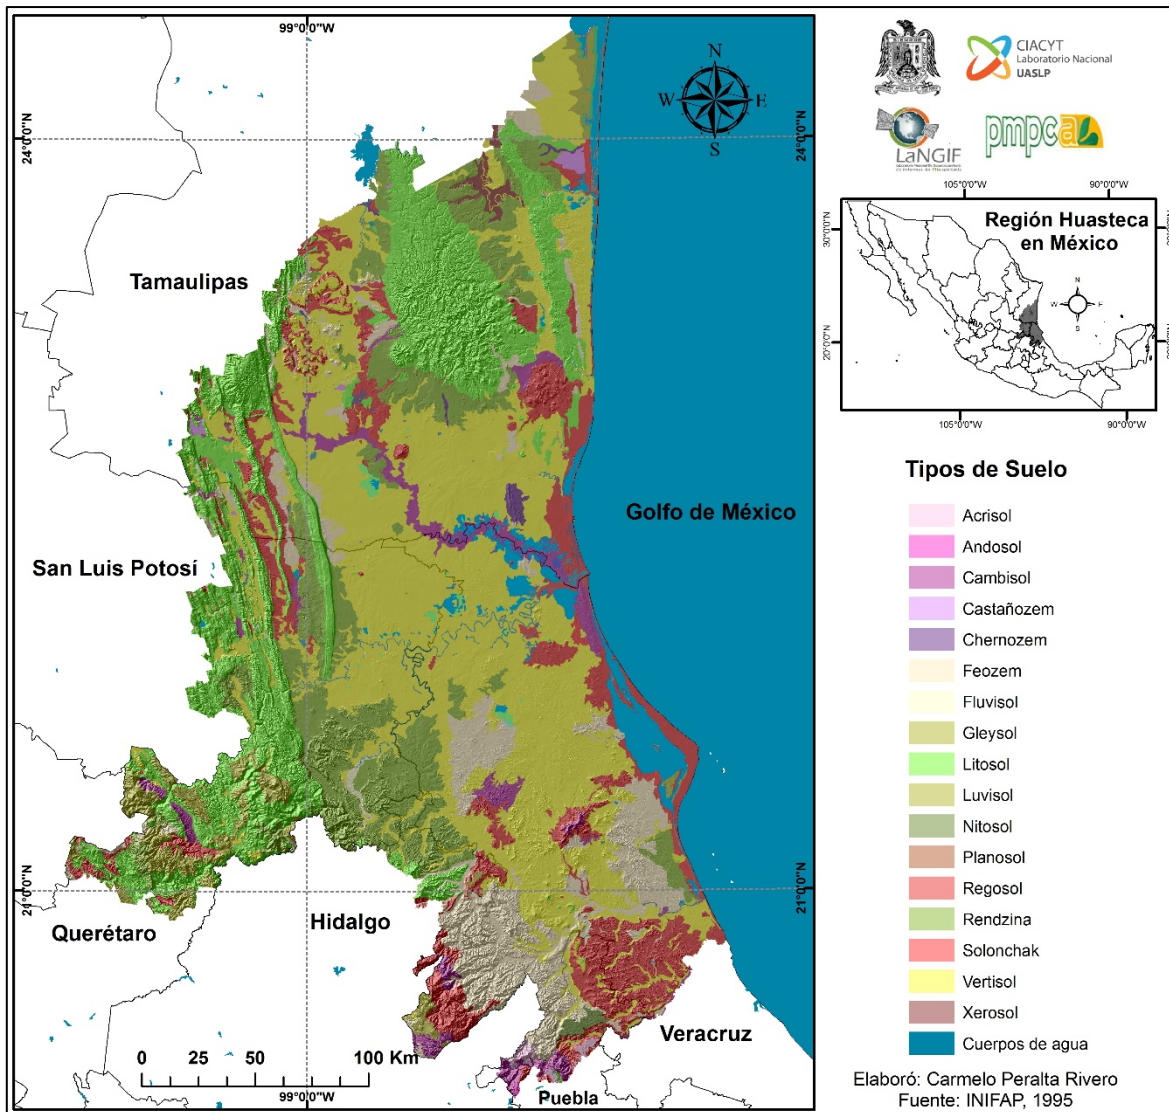 99°0'0"W
N
W
E
S
24°0'0"N
24°0'0"N
Tamaulipas
San Luis Potosí
Golfo de México
21°0'0"N
21°0'0"N
Querétaro
Hidalgo
Veracruz
Puebla
0
25
50
100 Km
99°0'0"W
CIACYT
Laboratorio Nacional
UASLP
LaNGIF
pmpca
105°0'0"W
90°0'0"W
30°0'0"N
20°0'0"N
Región Huasteca
en México
N
W
E
S
105°0'0"W
90°0'0"W
Tipos de Suelo
Acrisol
Andosol
Cambisol
Castañozem
Chernozem
Feozem
Fluvisol
Gleysol
Litosol
Luvisol
Nitosol
Planosol
Regosol
Rendzina
Solonchak
Vertisol
Xerosol
Cuerpos de agua
Elaboró: Carmelo Peralta Rivero
Fuente: INIFAP, 1995